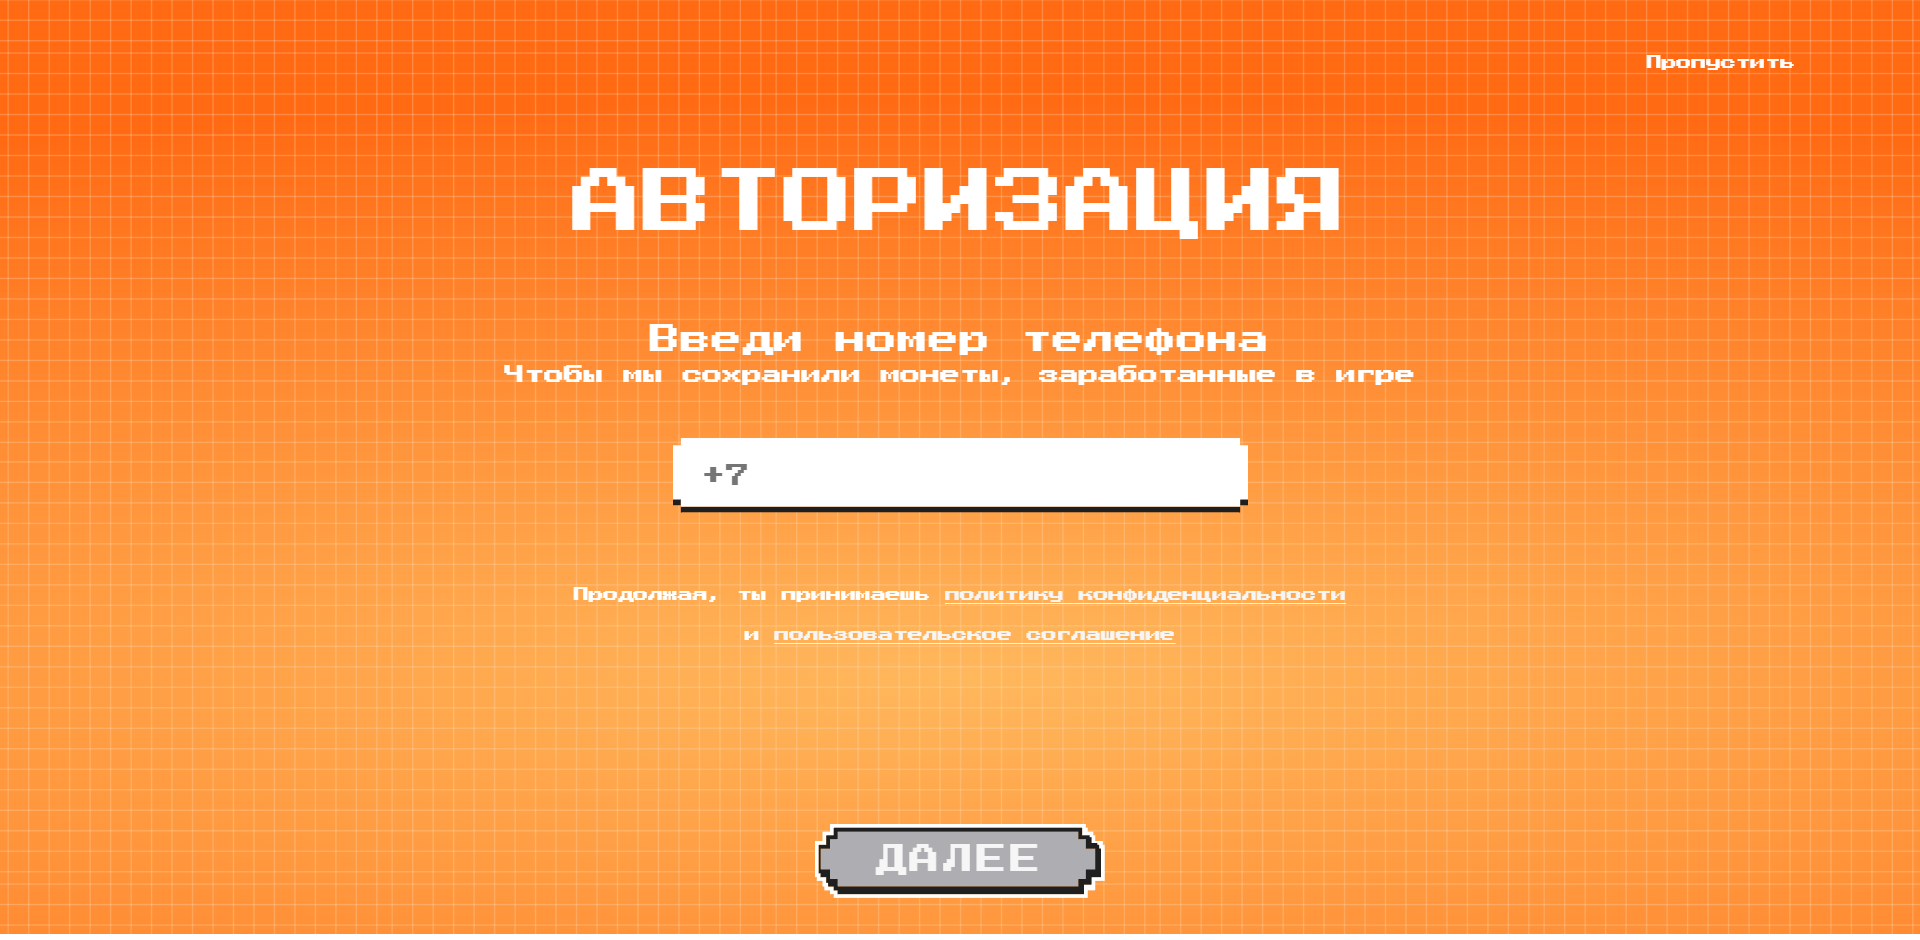 Пропустить
АВТОРИЗАЦИЯ
Введи номер телефона
Чтобы мы сохранили монеты, заработанные в игре
+7
Продолжая, ты принимаешь политику конфиденциальности
и пользовательское соглашение
ДАЛЕЕ